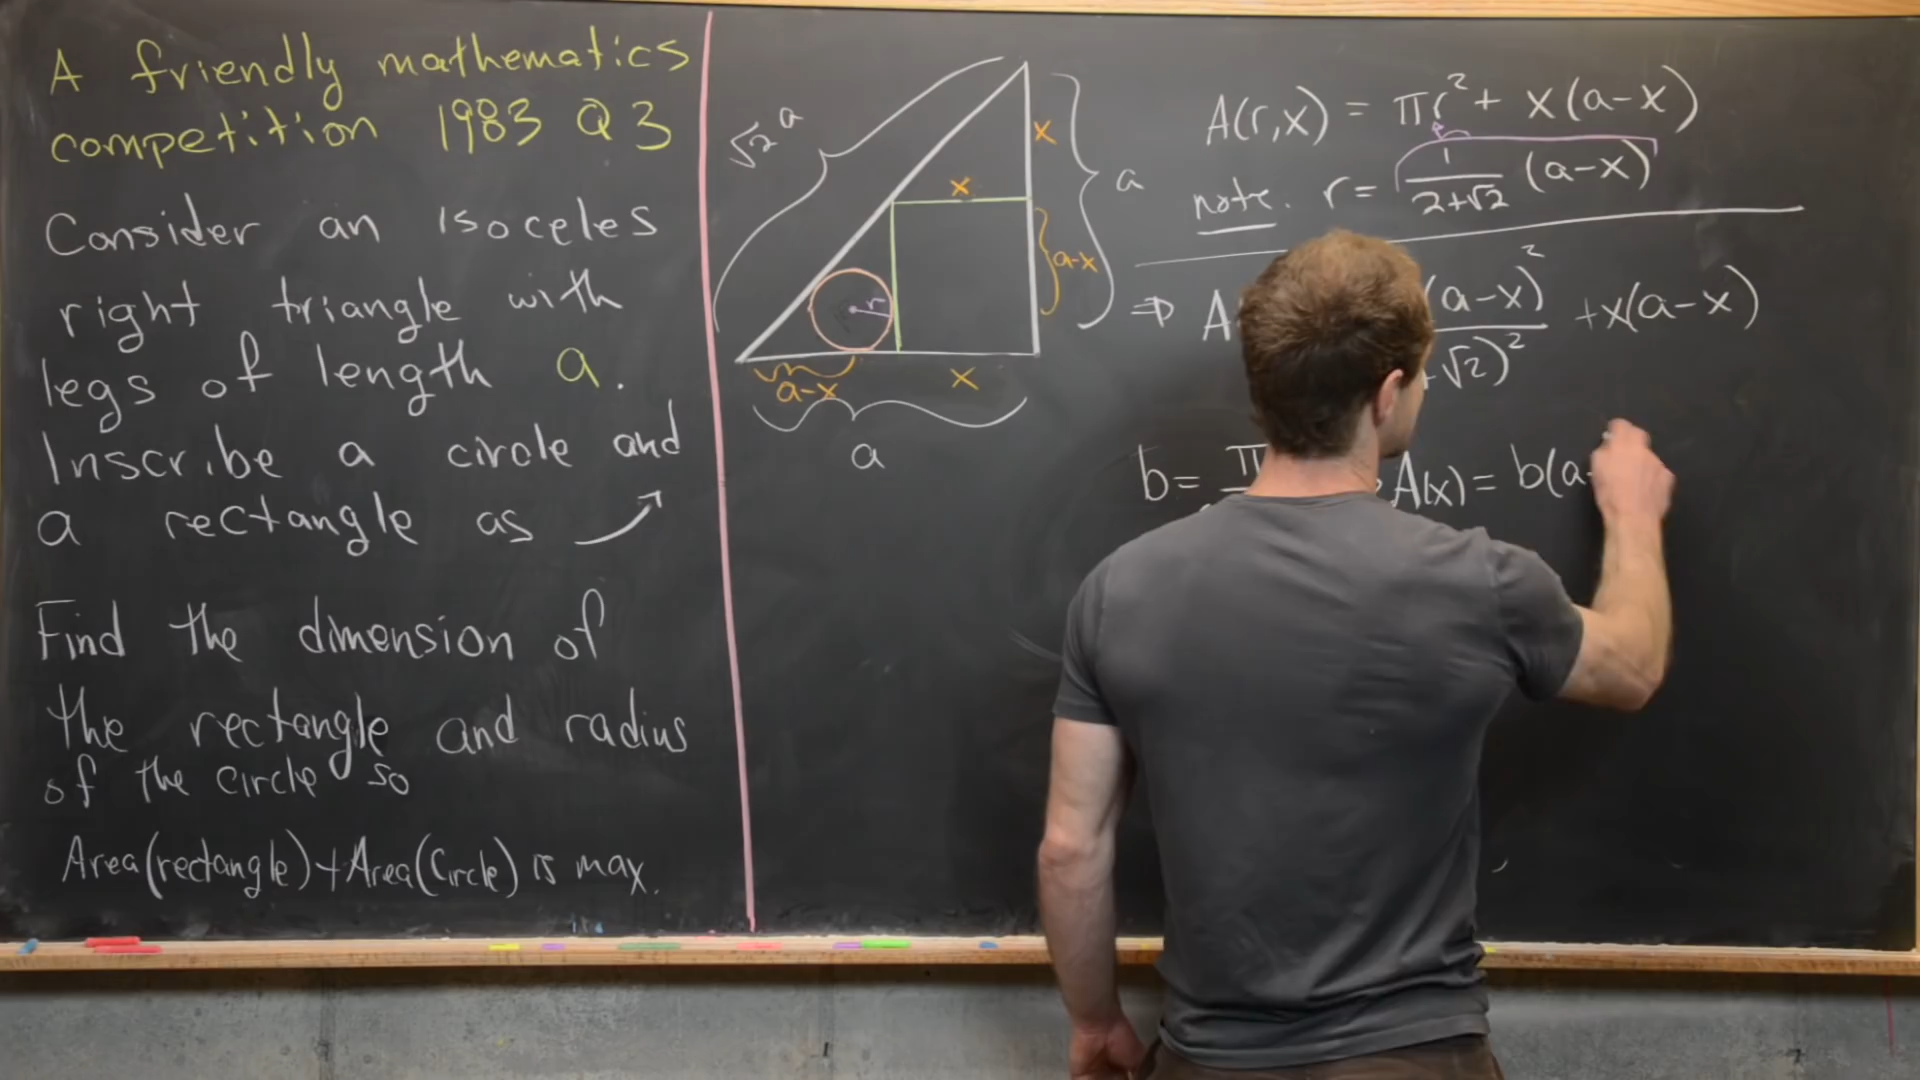 A friendly mathematics
competition 1983 Q3
Consider an isoceles
right triangle with
legs of length a.
Inscribe a circle and
a rectangle as
Find the dimension of
the rectangle and radius
of the circle so
Area(rectangle)+Area(Circle) is max.
√2 a
x
a
x
a-x
r
a-x
x
a
A(r,x) = πr²+ x(a-x)
note. r= 1/(2+√2) (a-x)
⇒ A (a-x)² √2)² +x(a-x)
b= π A(x)= b(a